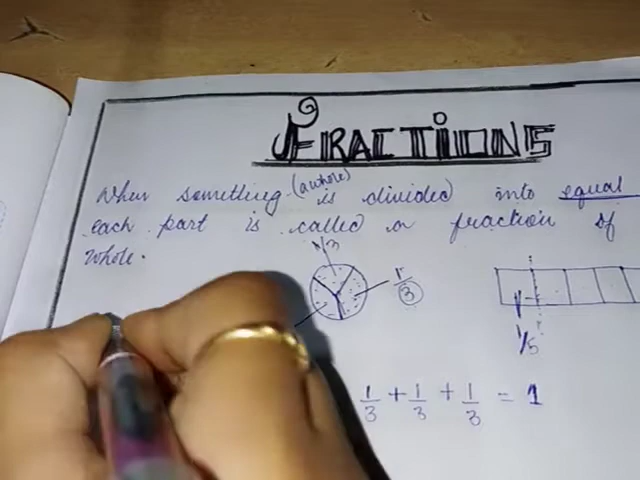 FRACTIONS
When something (a whole) is divided into equal
each part is called a fraction of
whole.
1/3
1/3
1/5
1/3 + 1/3 + 1/3 = 1